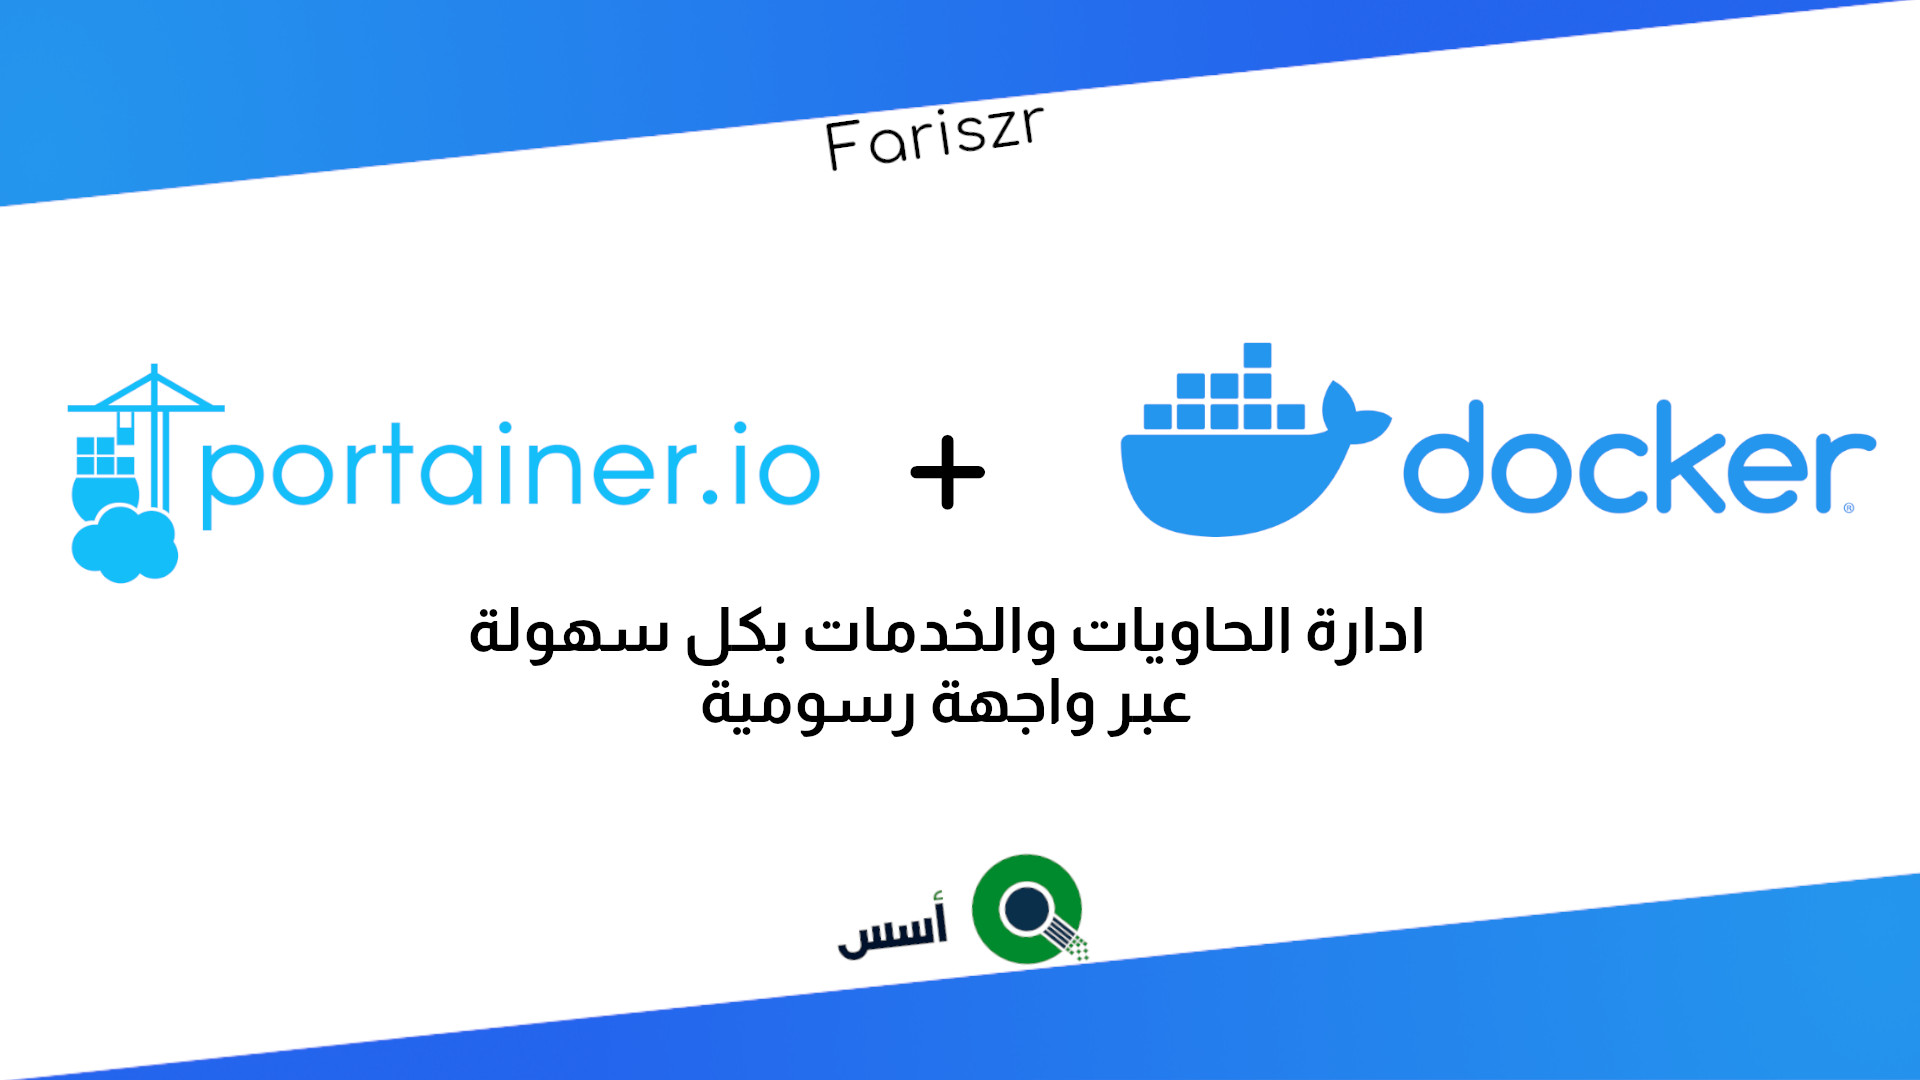 Fariszr
portainer.io + docker®
ادارة الحاويات والخدمات بكل سهولة
عبر واجهة رسومية
أسس